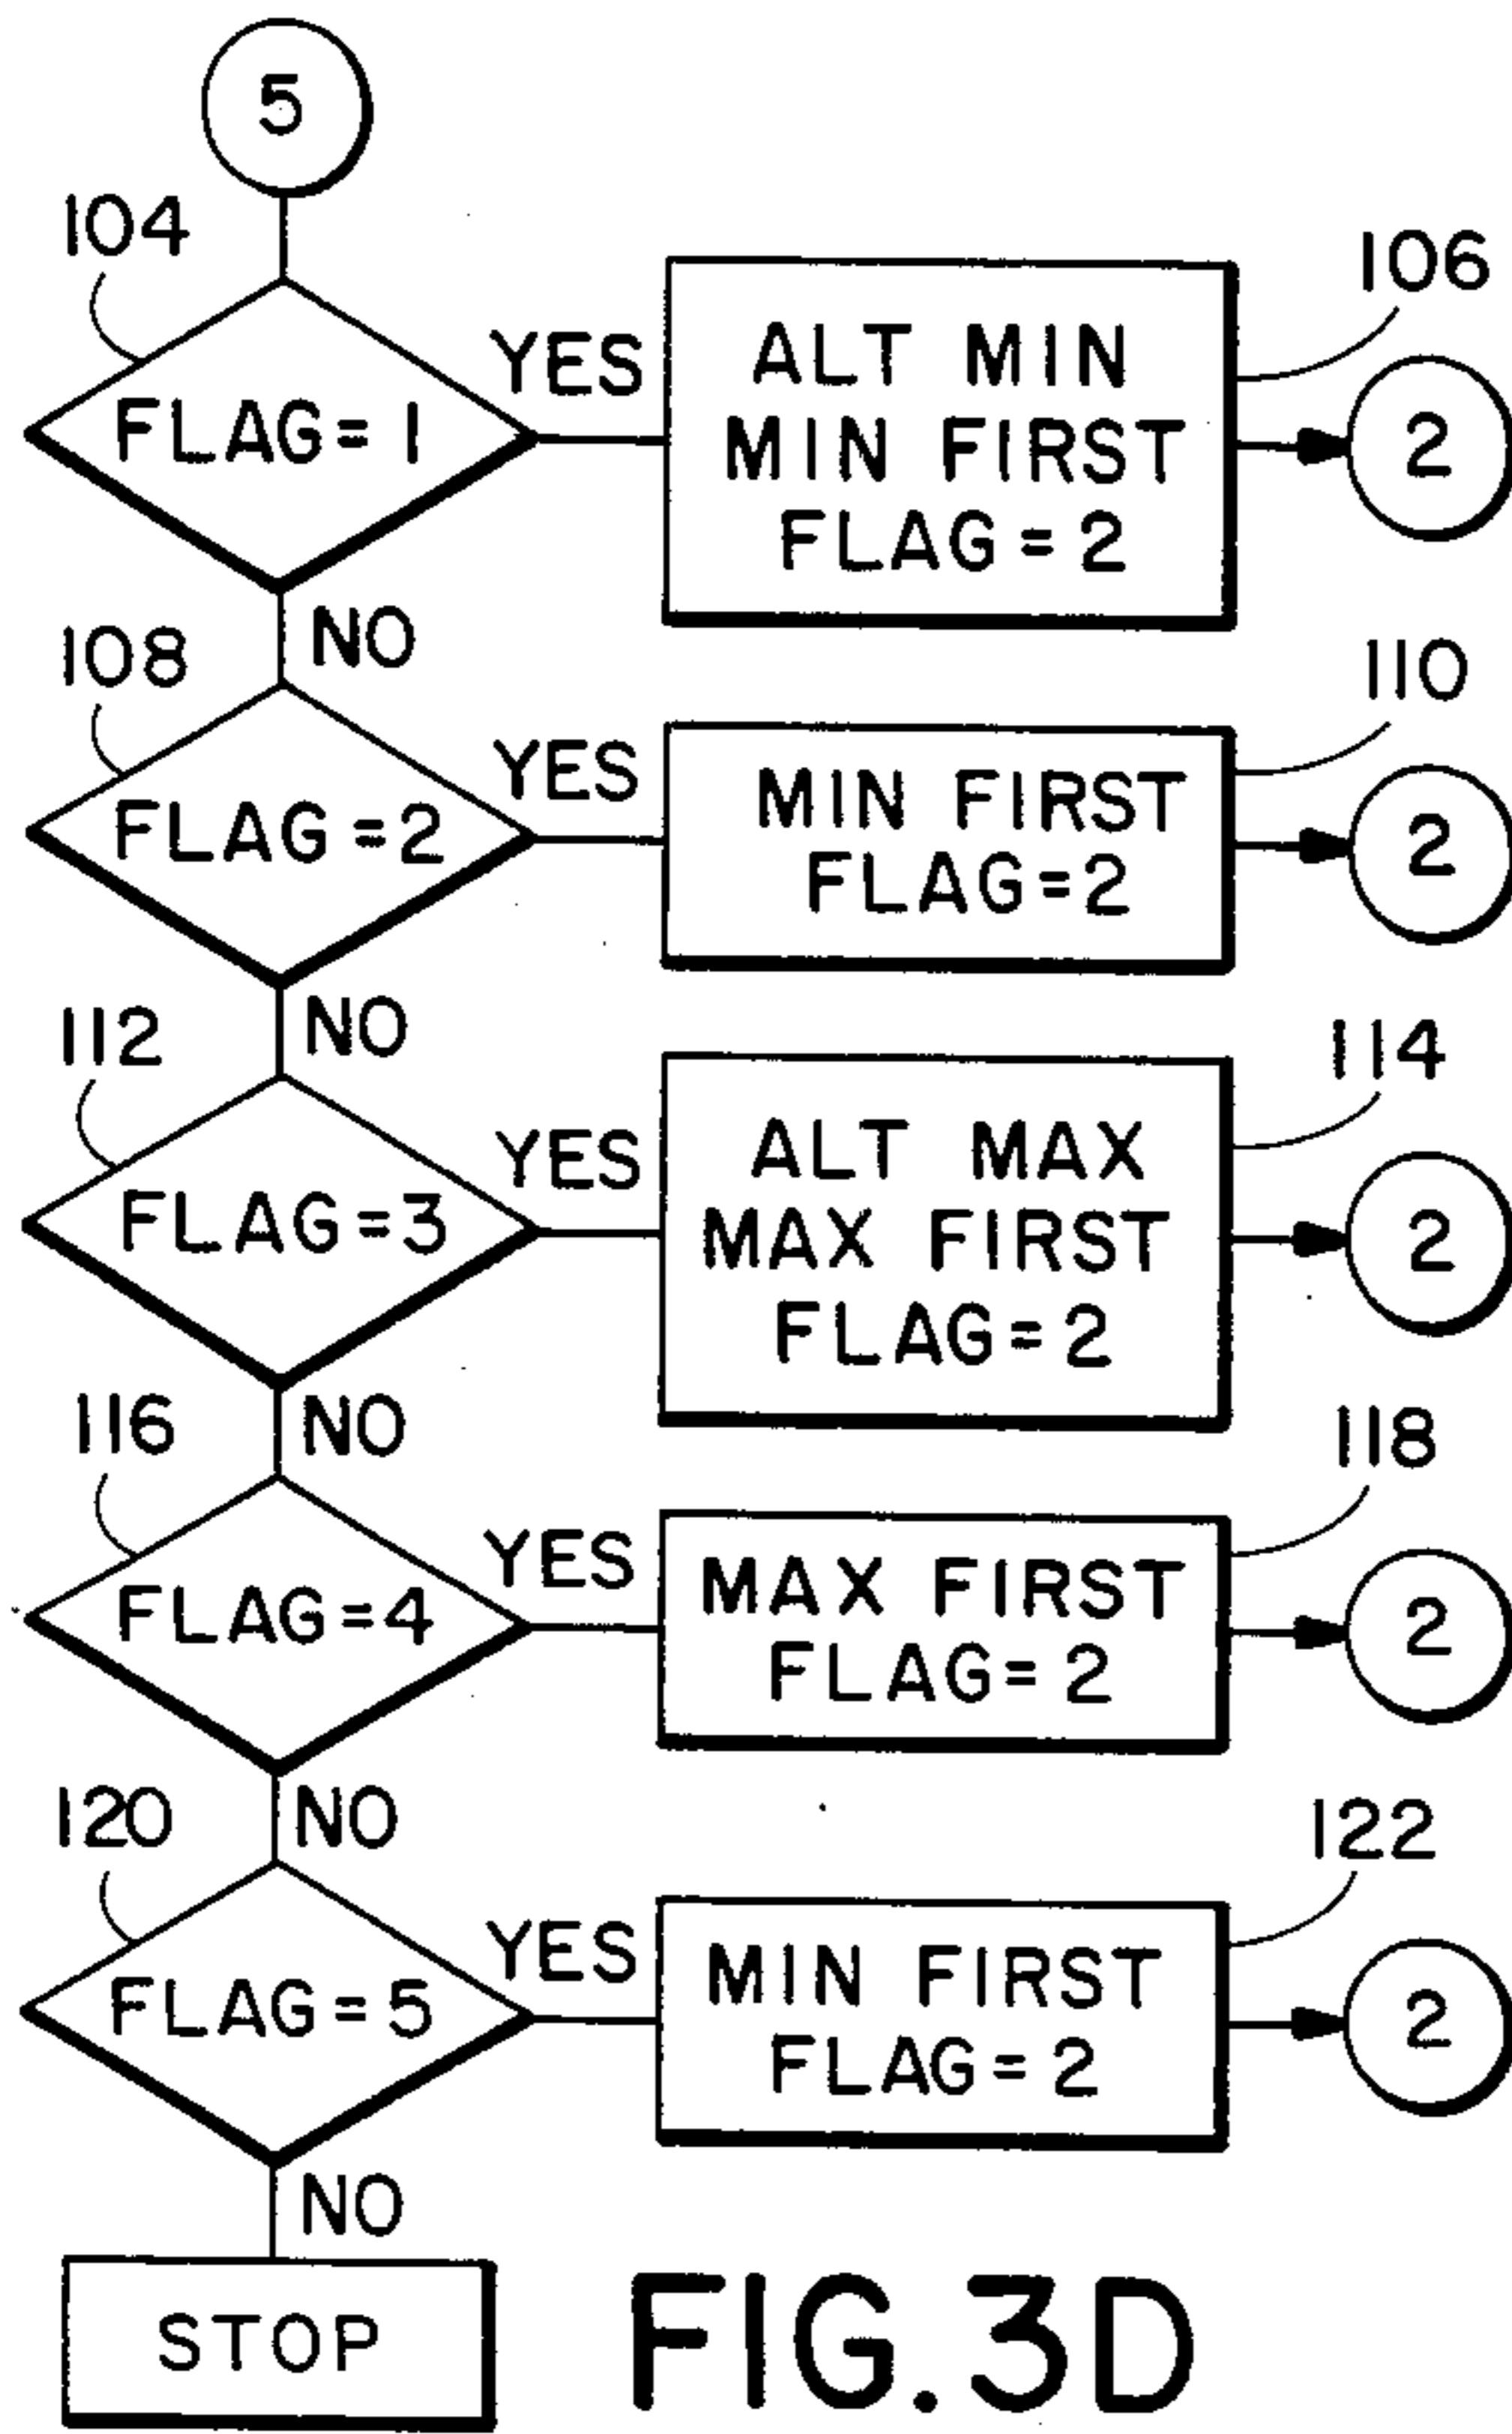 5
104
FLAG = 1
YES
ALT MIN
MIN FIRST
FLAG = 2
106
2
NO
108
FLAG = 2
YES
MIN FIRST
FLAG = 2
110
2
NO
112
FLAG = 3
YES
ALT MAX
MAX FIRST
FLAG = 2
114
2
NO
116
FLAG = 4
YES
MAX FIRST
FLAG = 2
118
2
NO
120
FLAG = 5
YES
MIN FIRST
FLAG = 2
122
2
NO
STOP
FIG. 3D